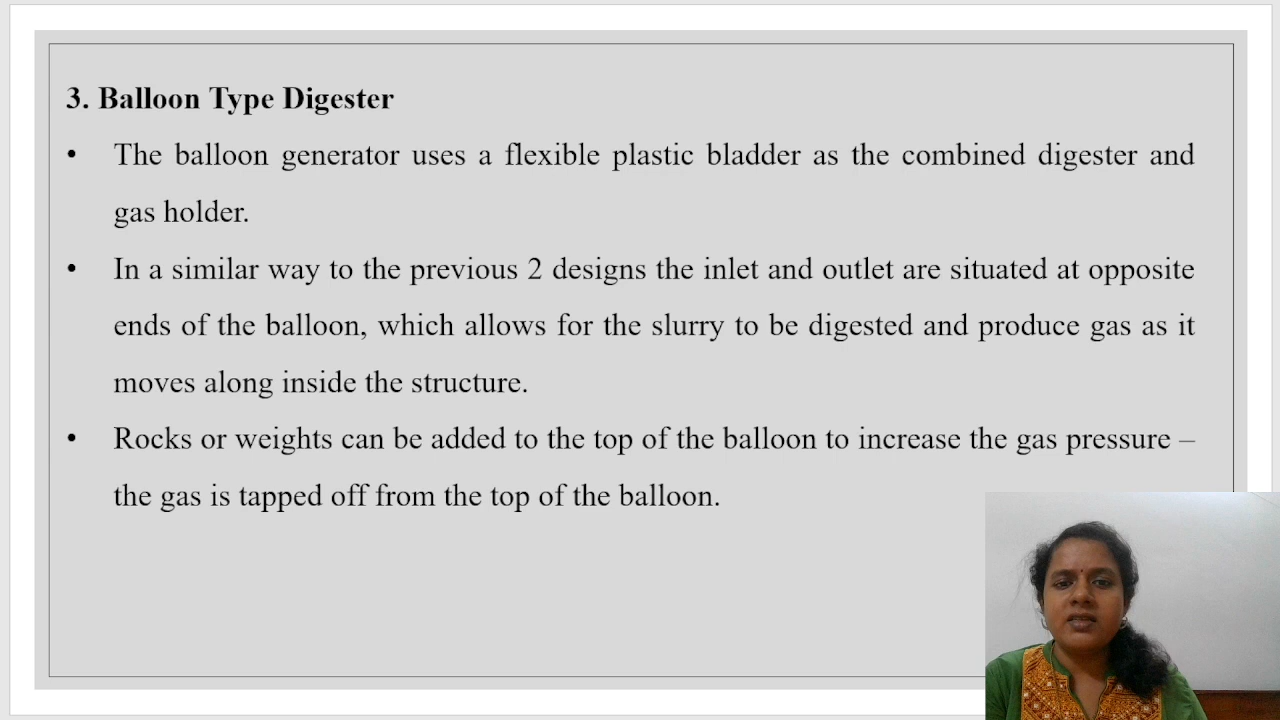 3. Balloon Type Digester
• The balloon generator uses a flexible plastic bladder as the combined digester and
gas holder.
• In a similar way to the previous 2 designs the inlet and outlet are situated at opposite
ends of the balloon, which allows for the slurry to be digested and produce gas as it
moves along inside the structure.
• Rocks or weights can be added to the top of the balloon to increase the gas pressure –
the gas is tapped off from the top of the balloon.